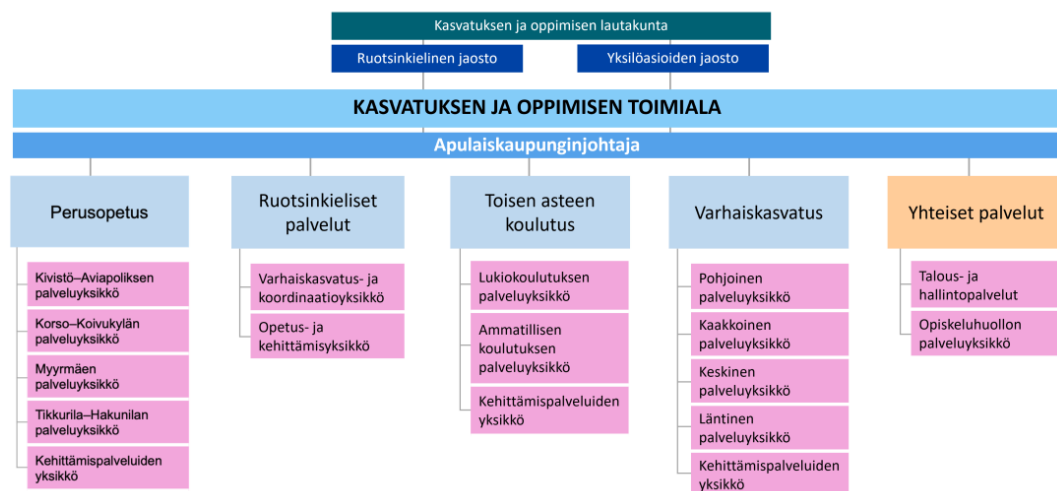 Kasvatuksen ja oppimisen lautakunta
Ruotsinkielinen jaosto
Yksilöasioiden jaosto
KASVATUKSEN JA OPPIMISEN TOIMIALA
Apulaiskaupunginjohtaja
Perusopetus
Kivistö–Aviapoliksen
palveluyksikkö
Korso–Koivukylän
palveluyksikkö
Myyrmäen
palveluyksikkö
Tikkurila–Hakunilan
palveluyksikkö
Kehittämispalveluiden
yksikkö
Ruotsinkieliset
palvelut
Varhaiskasvatus- ja
koordinaatioyksikkö
Opetus- ja
kehittämisyksikkö
Toisen asteen
koulutus
Lukiokoulutuksen
palveluyksikkö
Ammatillisen
koulutuksen
palveluyksikkö
Kehittämispalveluiden
yksikkö
Varhaiskasvatus
Pohjoinen
palveluyksikkö
Kaakkoinen
palveluyksikkö
Keskinen
palveluyksikkö
Läntinen
palveluyksikkö
Kehittämispalveluiden
yksikkö
Yhteiset palvelut
Talous- ja
hallintopalvelut
Opiskeluhuollon
palveluyksikkö